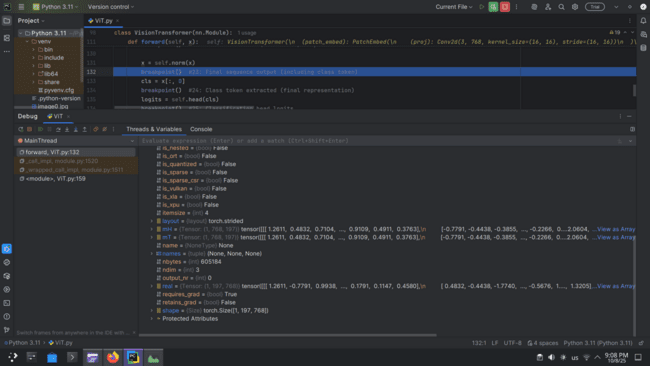 Python 3.11
Version control
Current File
Trial
ViT.py
Python 3.11
venv
bin
include
lib
lib64
share
pyvenv.cfg
.python-version
image0.jpg
class VisionTransformer(nn.Module): 1 usage
def forward(self, x): self: VisionTransformer(\n (patch_embed): PatchEmbed(\n (proj): Conv2d(3, 768, kernel_size=(16, 16), stride=(16, 16))\n )\
x = self.norm(x)
132 breakpoint() #23: Final sequence output (including class token)
cls = x[:, 0]
134 breakpoint() #24: Class token extracted (final representation)
logits = self.head(cls)
Debug
ViT
Threads & Variables
Console
MainThread
Evaluate expression (Enter) or add a watch (Ctrl+Shift+Enter)
forward, ViT.py:132
_call_impl, module.py:1520
_wrapped_call_impl, module.py:1511
<module>, ViT.py:159
is_nested = {bool} False
is_ort = {bool} False
is_quantized = {bool} False
is_sparse = {bool} False
is_sparse_csr = {bool} False
is_vulkan = {bool} False
is_xla = {bool} False
is_xpu = {bool} False
itemsize = {int} 4
layout = {layout} torch.strided
mH = {Tensor: (1, 768, 197)} tensor([[[ 1.2611, 0.4832, 0.7104, ..., 0.9109, 0.4911, 0.3763],\n [-0.7791, -0.4438, -0.3855, ..., -0.2266, 0....2.0604, ...View as Array
mT = {Tensor: (1, 768, 197)} tensor([[[ 1.2611, 0.4832, 0.7104, ..., 0.9109, 0.4911, 0.3763],\n [-0.7791, -0.4438, -0.3855, ..., -0.2266, 0....2.0604, ...View as Array
name = {NoneType} None
names = {tuple} (None, None, None)
nbytes = {int} 605184
ndim = {int} 3
output_nr = {int} 0
real = {Tensor: (1, 197, 768)} tensor([[[ 1.2611, -0.7791, 0.9938, ..., 0.1791, 0.1147, 0.4580],\n [ 0.4832, -0.4438, -1.7740, ..., -0.5676, 1...., 1.3205] ...View as Array
requires_grad = {bool} True
retains_grad = {bool} False
shape = {Size} torch.Size([1, 197, 768])
Protected Attributes
Switch frames from anywhere in the IDE with ...
Python 3.11
ViT.py
132:1
LF
UTF-8
4 spaces
Python 3.11 (Python 3.11)
us
9:08 PM
10/8/25